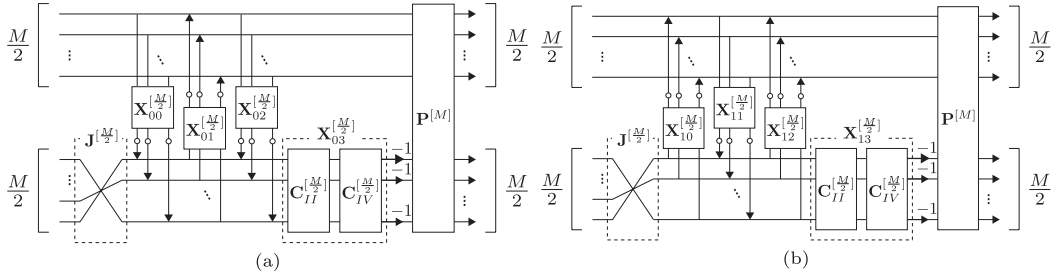 M/2
⋮
X_{00}^{[M/2]} X_{01}^{[M/2]} X_{02}^{[M/2]}
P^{[M]}
M/2
J^{[M/2]}
X_{03}^{[M/2]}
M/2
C_{II}^{[M/2]} C_{IV}^{[M/2]}
-1
-1
-1
M/2
(a)
M/2
X_{10}^{[M/2]} X_{11}^{[M/2]} X_{12}^{[M/2]}
P^{[M]}
M/2
J^{[M/2]}
X_{13}^{[M/2]}
M/2
C_{II}^{[M/2]} C_{IV}^{[M/2]}
-1
-1
-1
M/2
(b)